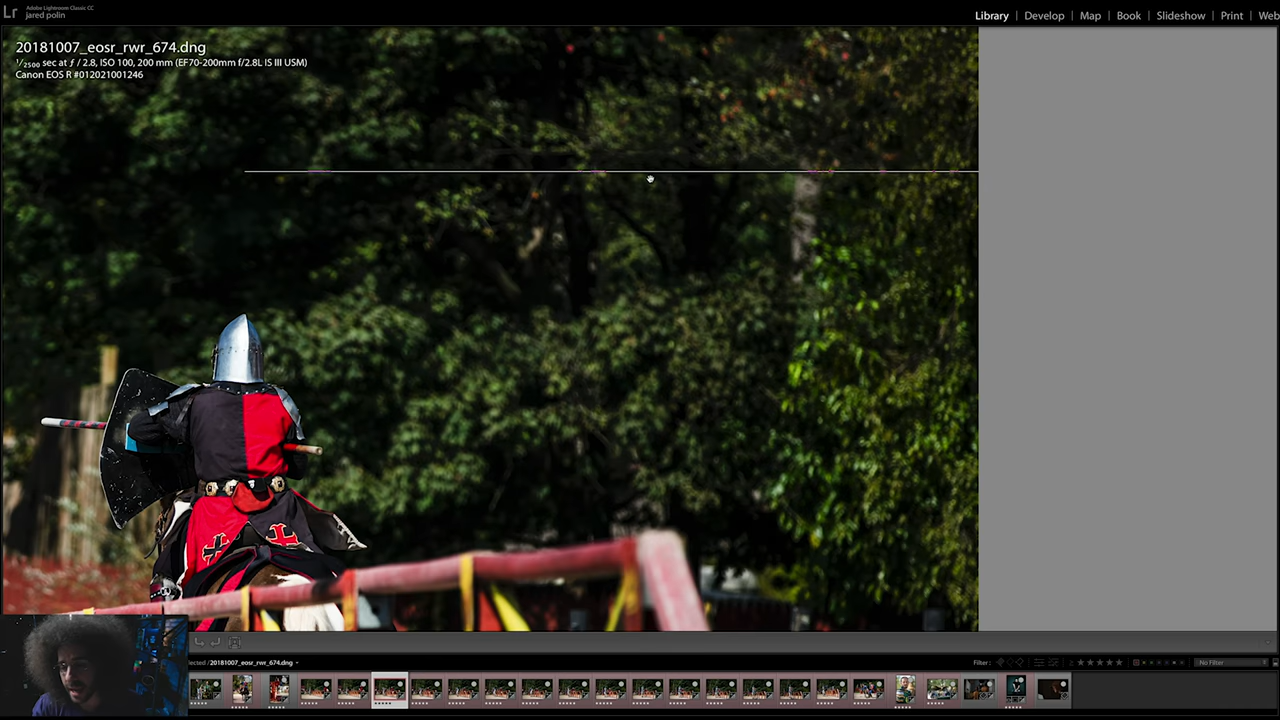 Lr
Adobe Lightroom Classic CC
jared polin
Library | Develop | Map | Book | Slideshow | Print | Web
20181007_eosr_rwr_674.dng
1/2500 sec at ƒ / 2.8, ISO 100, 200 mm (EF70-200mm f/2.8L IS III USM)
Canon EOS R #012021001246
lected / 20181007_eosr_rwr_674.dng
Filter :
No Filter